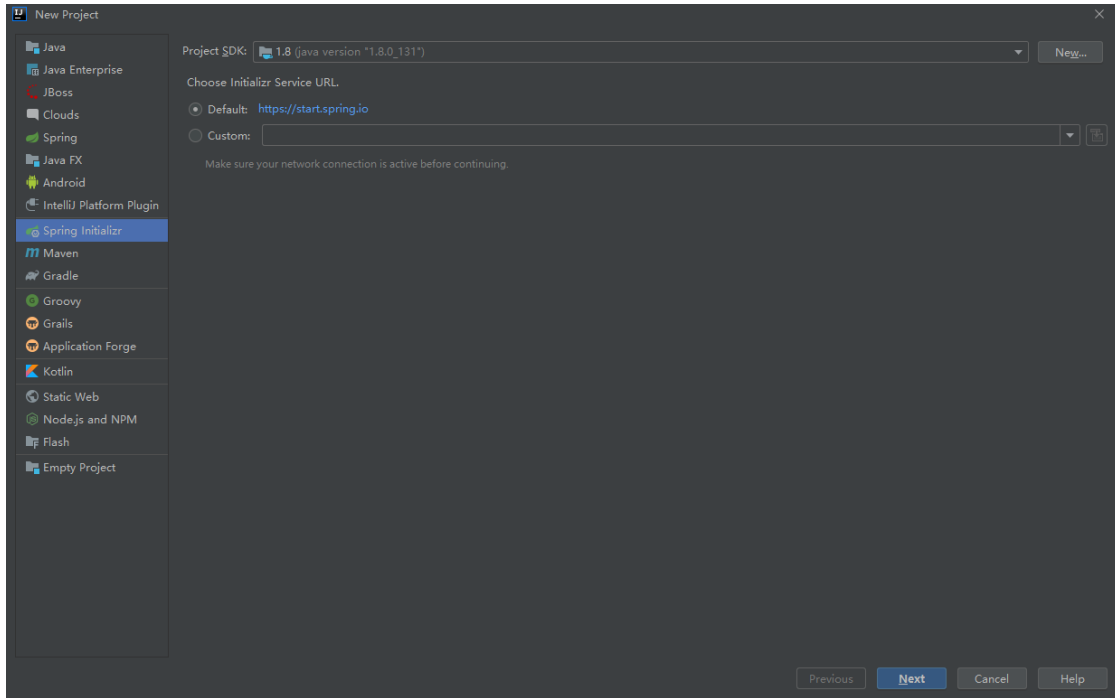 New Project
Java
Java Enterprise
JBoss
Clouds
Spring
Java FX
Android
IntelliJ Platform Plugin
Spring Initializr
Maven
Gradle
Groovy
Grails
Application Forge
Kotlin
Static Web
Node.js and NPM
Flash
Empty Project
Project SDK: 1.8 (java version "1.8.0_131") New...
Choose Initializr Service URL.
Default: https://start.spring.io
Custom:
Make sure your network connection is active before continuing.
Previous Next Cancel Help